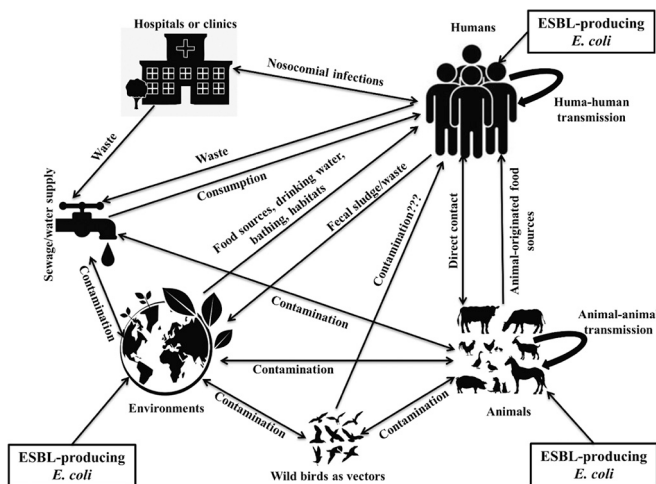 Hospitals or clinics
Humans
ESBL-producing
E. coli
Nosocomial infections
Huma-human
transmission
Waste
Waste
Consumption
Sewage/water supply
Food sources, drinking water,
bathing, habitats
Fecal sludge/waste
Contamination???
Direct contact
Animal-originated food
sources
Contamination
Contamination
Animal-animal
transmission
Contamination
Environments
Contamination
Contamination
Animals
ESBL-producing
E. coli
Wild birds as vectors
ESBL-producing
E. coli